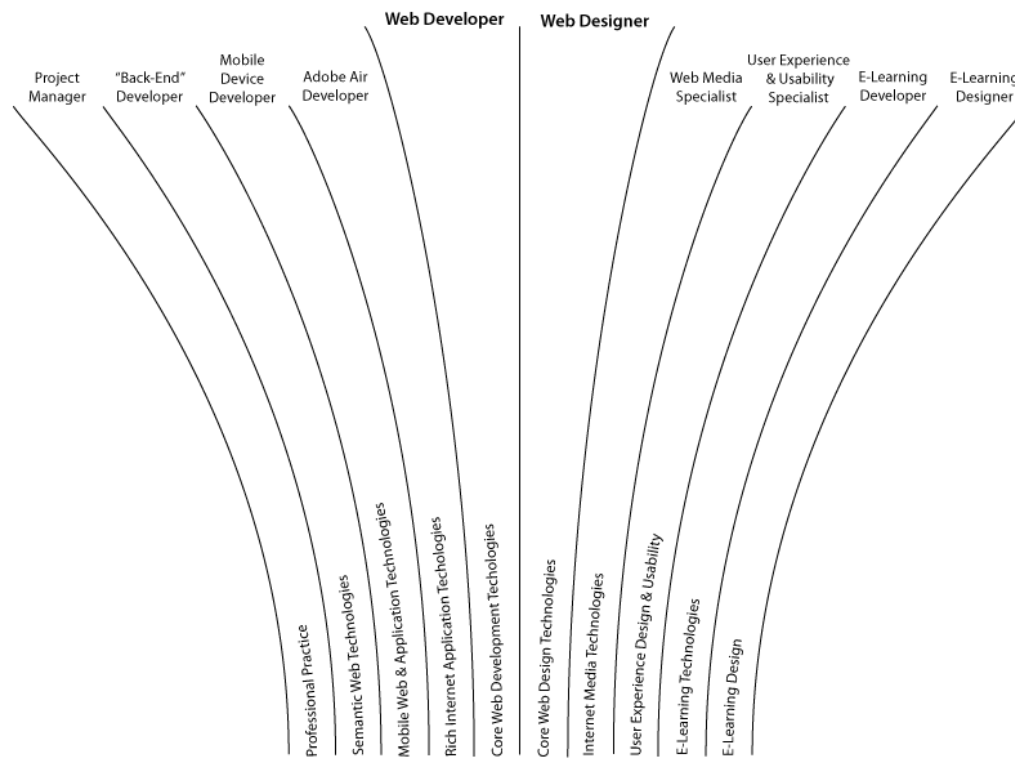 Web Developer
Web Designer
Project
Manager
“Back-End”
Developer
Mobile
Device
Developer
Adobe Air
Developer
Web Media
Specialist
User Experience
& Usability
Specialist
E-Learning
Developer
E-Learning
Designer
Professional Practice
Semantic Web Technologies
Mobile Web & Application Technologies
Rich Internet Application Techologies
Core Web Development Techologies
Core Web Design Technologies
Internet Media Technologies
User Experience Design & Usability
E-Learning Technologies
E-Learning Design